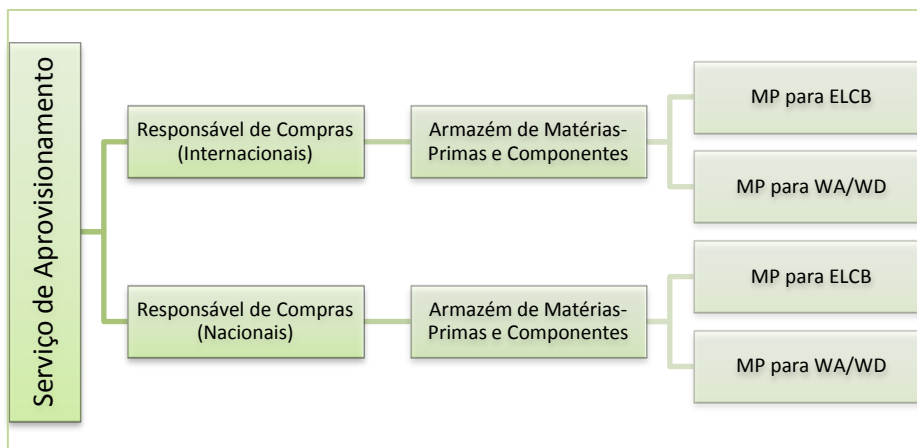 Serviço de Aprovisionamento
Responsável de Compras
(Internacionais)
Armazém de Matérias-
Primas e Componentes
MP para ELCB
MP para WA/WD
Responsável de Compras
(Nacionais)
Armazém de Matérias-
Primas e Componentes
MP para ELCB
MP para WA/WD